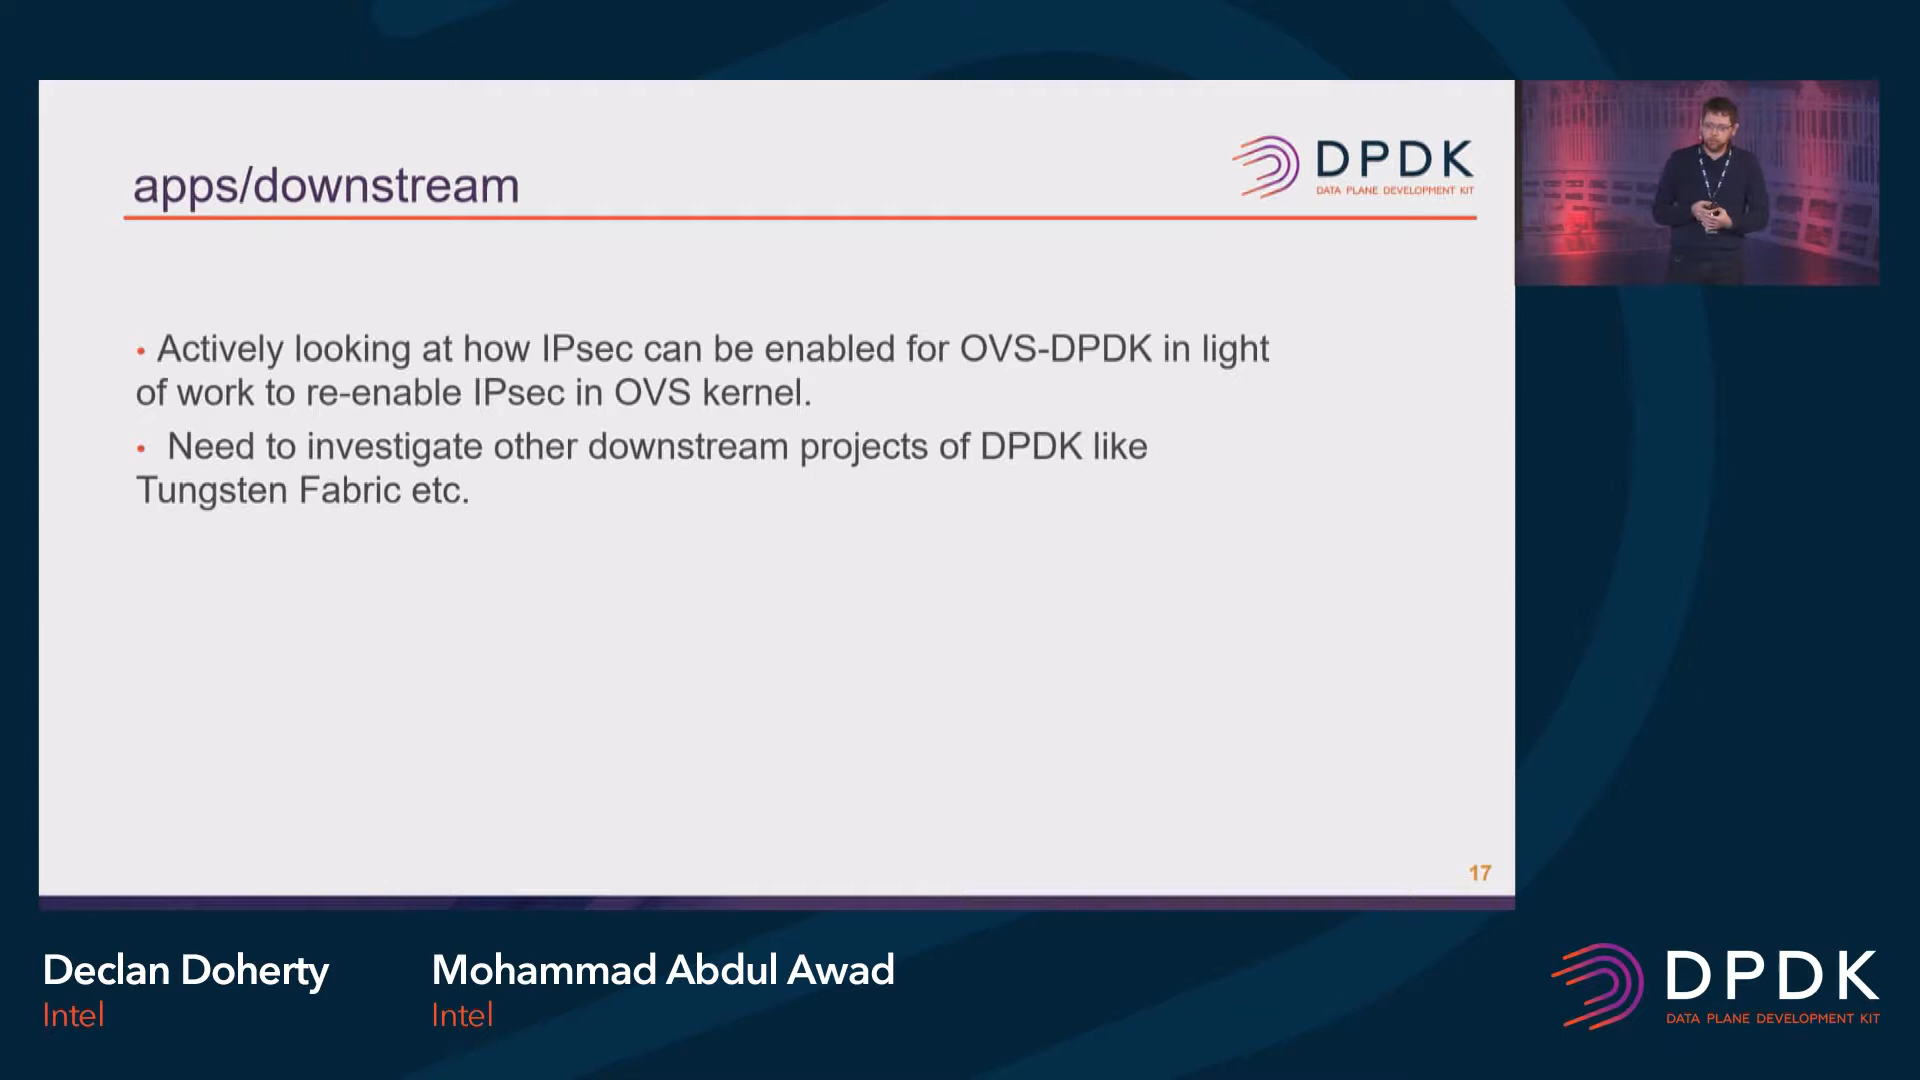 apps/downstream
DPDK
DATA PLANE DEVELOPMENT KIT
• Actively looking at how IPsec can be enabled for OVS-DPDK in light
of work to re-enable IPsec in OVS kernel.
• Need to investigate other downstream projects of DPDK like
Tungsten Fabric etc.
17
Declan Doherty
Intel
Mohammad Abdul Awad
Intel
DPDK
DATA PLANE DEVELOPMENT KIT